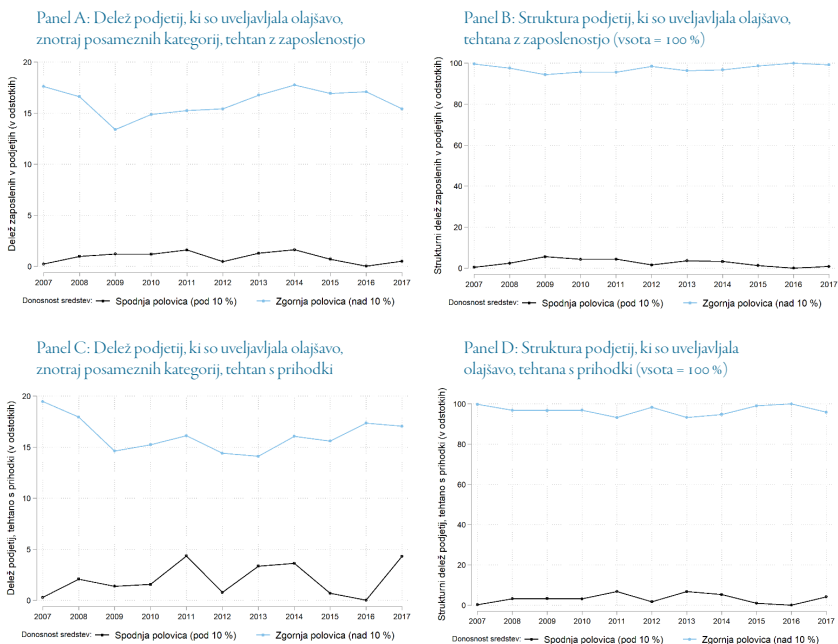 Panel A: Delež podjetij, ki so uveljavljala olajšavo,
znotraj posameznih kategorij, tehtan z zaposlenostjo
Delež zaposlenih v podjetjih (v odstotkih)
20
15
10
5
0
2007 2008 2009 2010 2011 2012 2013 2014 2015 2016 2017
Donosnost sredstev: Spodnja polovica (pod 10 %) Zgornja polovica (nad 10 %)
Panel B: Struktura podjetij, ki so uveljavljala olajšavo,
tehtana z zaposlenostjo (vsota = 100 %)
Strukturni delež zaposlenih v podjetjih (v odstotkih)
100
80
60
40
20
0
2007 2008 2009 2010 2011 2012 2013 2014 2015 2016 2017
Donosnost sredstev: Spodnja polovica (pod 10 %) Zgornja polovica (nad 10 %)
Panel C: Delež podjetij, ki so uveljavljala olajšavo,
znotraj posameznih kategorij, tehtan s prihodki
Delež podjetij, tehtano s prihodki (v odstotkih)
20
15
10
5
0
2007 2008 2009 2010 2011 2012 2013 2014 2015 2016 2017
Donosnost sredstev: Spodnja polovica (pod 10 %) Zgornja polovica (nad 10 %)
Panel D: Struktura podjetij, ki so uveljavljala
olajšavo, tehtana s prihodki (vsota = 100 %)
Strukturni delež podjetij, tehtano s prihodki (v odstotkih)
100
80
60
40
20
0
2007 2008 2009 2010 2011 2012 2013 2014 2015 2016 2017
Donosnost sredstev: Spodnja polovica (pod 10 %) Zgornja polovica (nad 10 %)